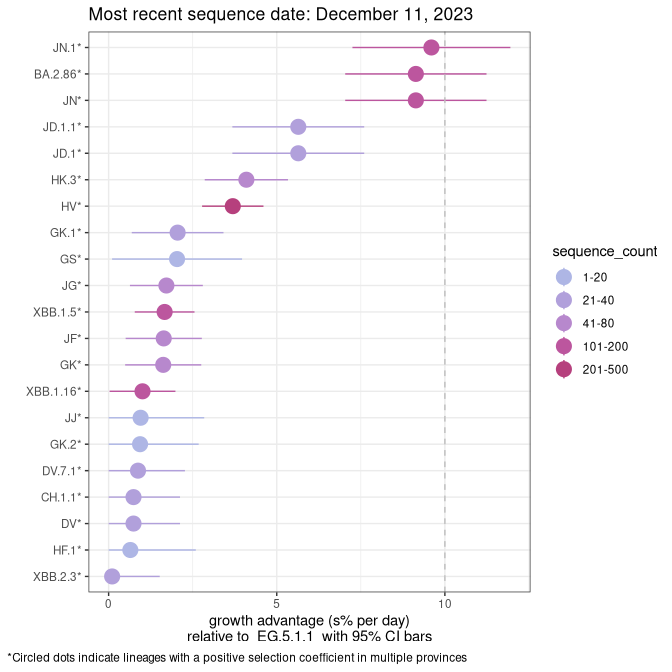 Most recent sequence date: December 11, 2023
JN.1*
BA.2.86*
JN*
JD.1.1*
JD.1*
HK.3*
HV*
GK.1*
GS*
JG*
XBB.1.5*
JF*
GK*
XBB.1.16*
JJ*
GK.2*
DV.7.1*
CH.1.1*
DV*
HF.1*
XBB.2.3*
0 5 10
growth advantage (s% per day)
relative to EG.5.1.1 with 95% CI bars
sequence_count
1-20
21-40
41-80
101-200
201-500
*Circled dots indicate lineages with a positive selection coefficient in multiple provinces